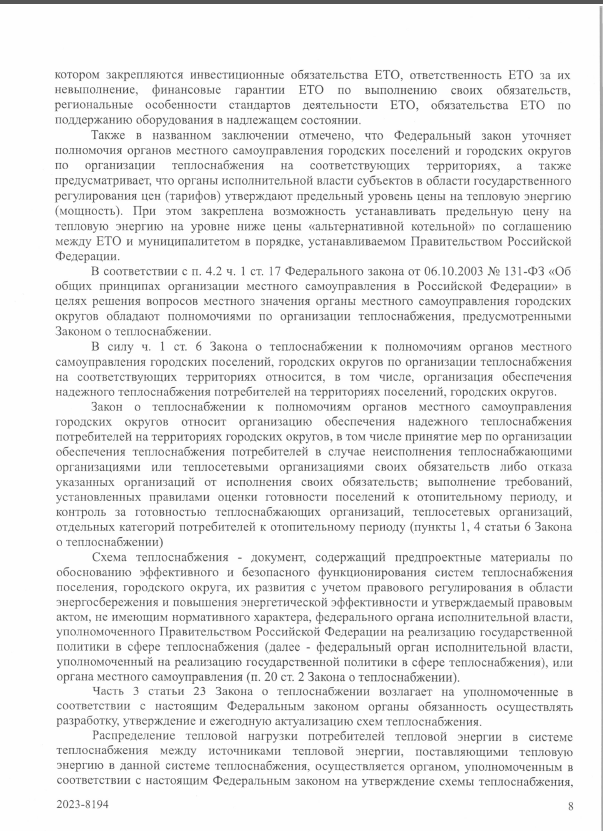 котором закрепляются инвестиционные обязательства ЕТО, ответственность ЕТО за их
невыполнение, финансовые гарантии ЕТО по выполнению своих обязательств,
региональные особенности стандартов деятельности ЕТО, обязательства ЕТО по
поддержанию оборудования в надлежащем состоянии.
Также в названном заключении отмечено, что Федеральный закон уточняет
полномочия органов местного самоуправления городских поселений и городских округов
по организации теплоснабжения на соответствующих территориях, а также
предусматривает, что органы исполнительной власти субъектов в области государственного
регулирования цен (тарифов) утверждают предельный уровень цены на тепловую энергию
(мощность). При этом закреплена возможность устанавливать предельную цену на
тепловую энергию на уровне ниже цены «альтернативной котельной» по соглашению
между ЕТО и муниципалитетом в порядке, устанавливаемом Правительством Российской
Федерации.
В соответствии с п. 4.2 ч. 1 ст. 17 Федерального закона от 06.10.2003 № 131-ФЗ «Об
общих принципах организации местного самоуправления в Российской Федерации» в
целях решения вопросов местного значения органы местного самоуправления городских
округов обладают полномочиями по организации теплоснабжения, предусмотренными
Законом о теплоснабжении.
В силу ч. 1 ст. 6 Закона о теплоснабжении к полномочиям органов местного
самоуправления городских поселений, городских округов по организации теплоснабжения
на соответствующих территориях относится, в том числе, организация обеспечения
надежного теплоснабжения потребителей на территориях поселений, городских округов.
Закон о теплоснабжении к полномочиям органов местного самоуправления
городских округов относит организацию обеспечения надежного теплоснабжения
потребителей на территориях городских округов, в том числе принятие мер по организации
обеспечения теплоснабжения потребителей в случае неисполнения теплоснабжающими
организациями или теплосетевыми организациями своих обязательств либо отказа
указанных организаций от исполнения своих обязательств; выполнение требований,
установленных правилами оценки готовности поселений к отопительному периоду, и
контроль за готовностью теплоснабжающих организаций, теплосетевых организаций,
отдельных категорий потребителей к отопительному периоду (пункты 1, 4 статьи 6 Закона
о теплоснабжении)
Схема теплоснабжения - документ, содержащий предпроектные материалы по
обоснованию эффективного и безопасного функционирования систем теплоснабжения
поселения, городского округа, их развития с учетом правового регулирования в области
энергосбережения и повышения энергетической эффективности и утверждаемый правовым
актом, не имеющим нормативного характера, федерального органа исполнительной власти,
уполномоченного Правительством Российской Федерации на реализацию государственной
политики в сфере теплоснабжения (далее - федеральный орган исполнительной власти,
уполномоченный на реализацию государственной политики в сфере теплоснабжения), или
органа местного самоуправления (п. 20 ст. 2 Закона о теплоснабжении).
Часть 3 статьи 23 Закона о теплоснабжении возлагает на уполномоченные в
соответствии с настоящим Федеральным законом органы обязанность осуществлять
разработку, утверждение и ежегодную актуализацию схем теплоснабжения.
Распределение тепловой нагрузки потребителей тепловой энергии в системе
теплоснабжения между источниками тепловой энергии, поставляющими тепловую
энергию в данной системе теплоснабжения, осуществляется органом, уполномоченным в
соответствии с настоящим Федеральным законом на утверждение схемы теплоснабжения,
2023-8194
8